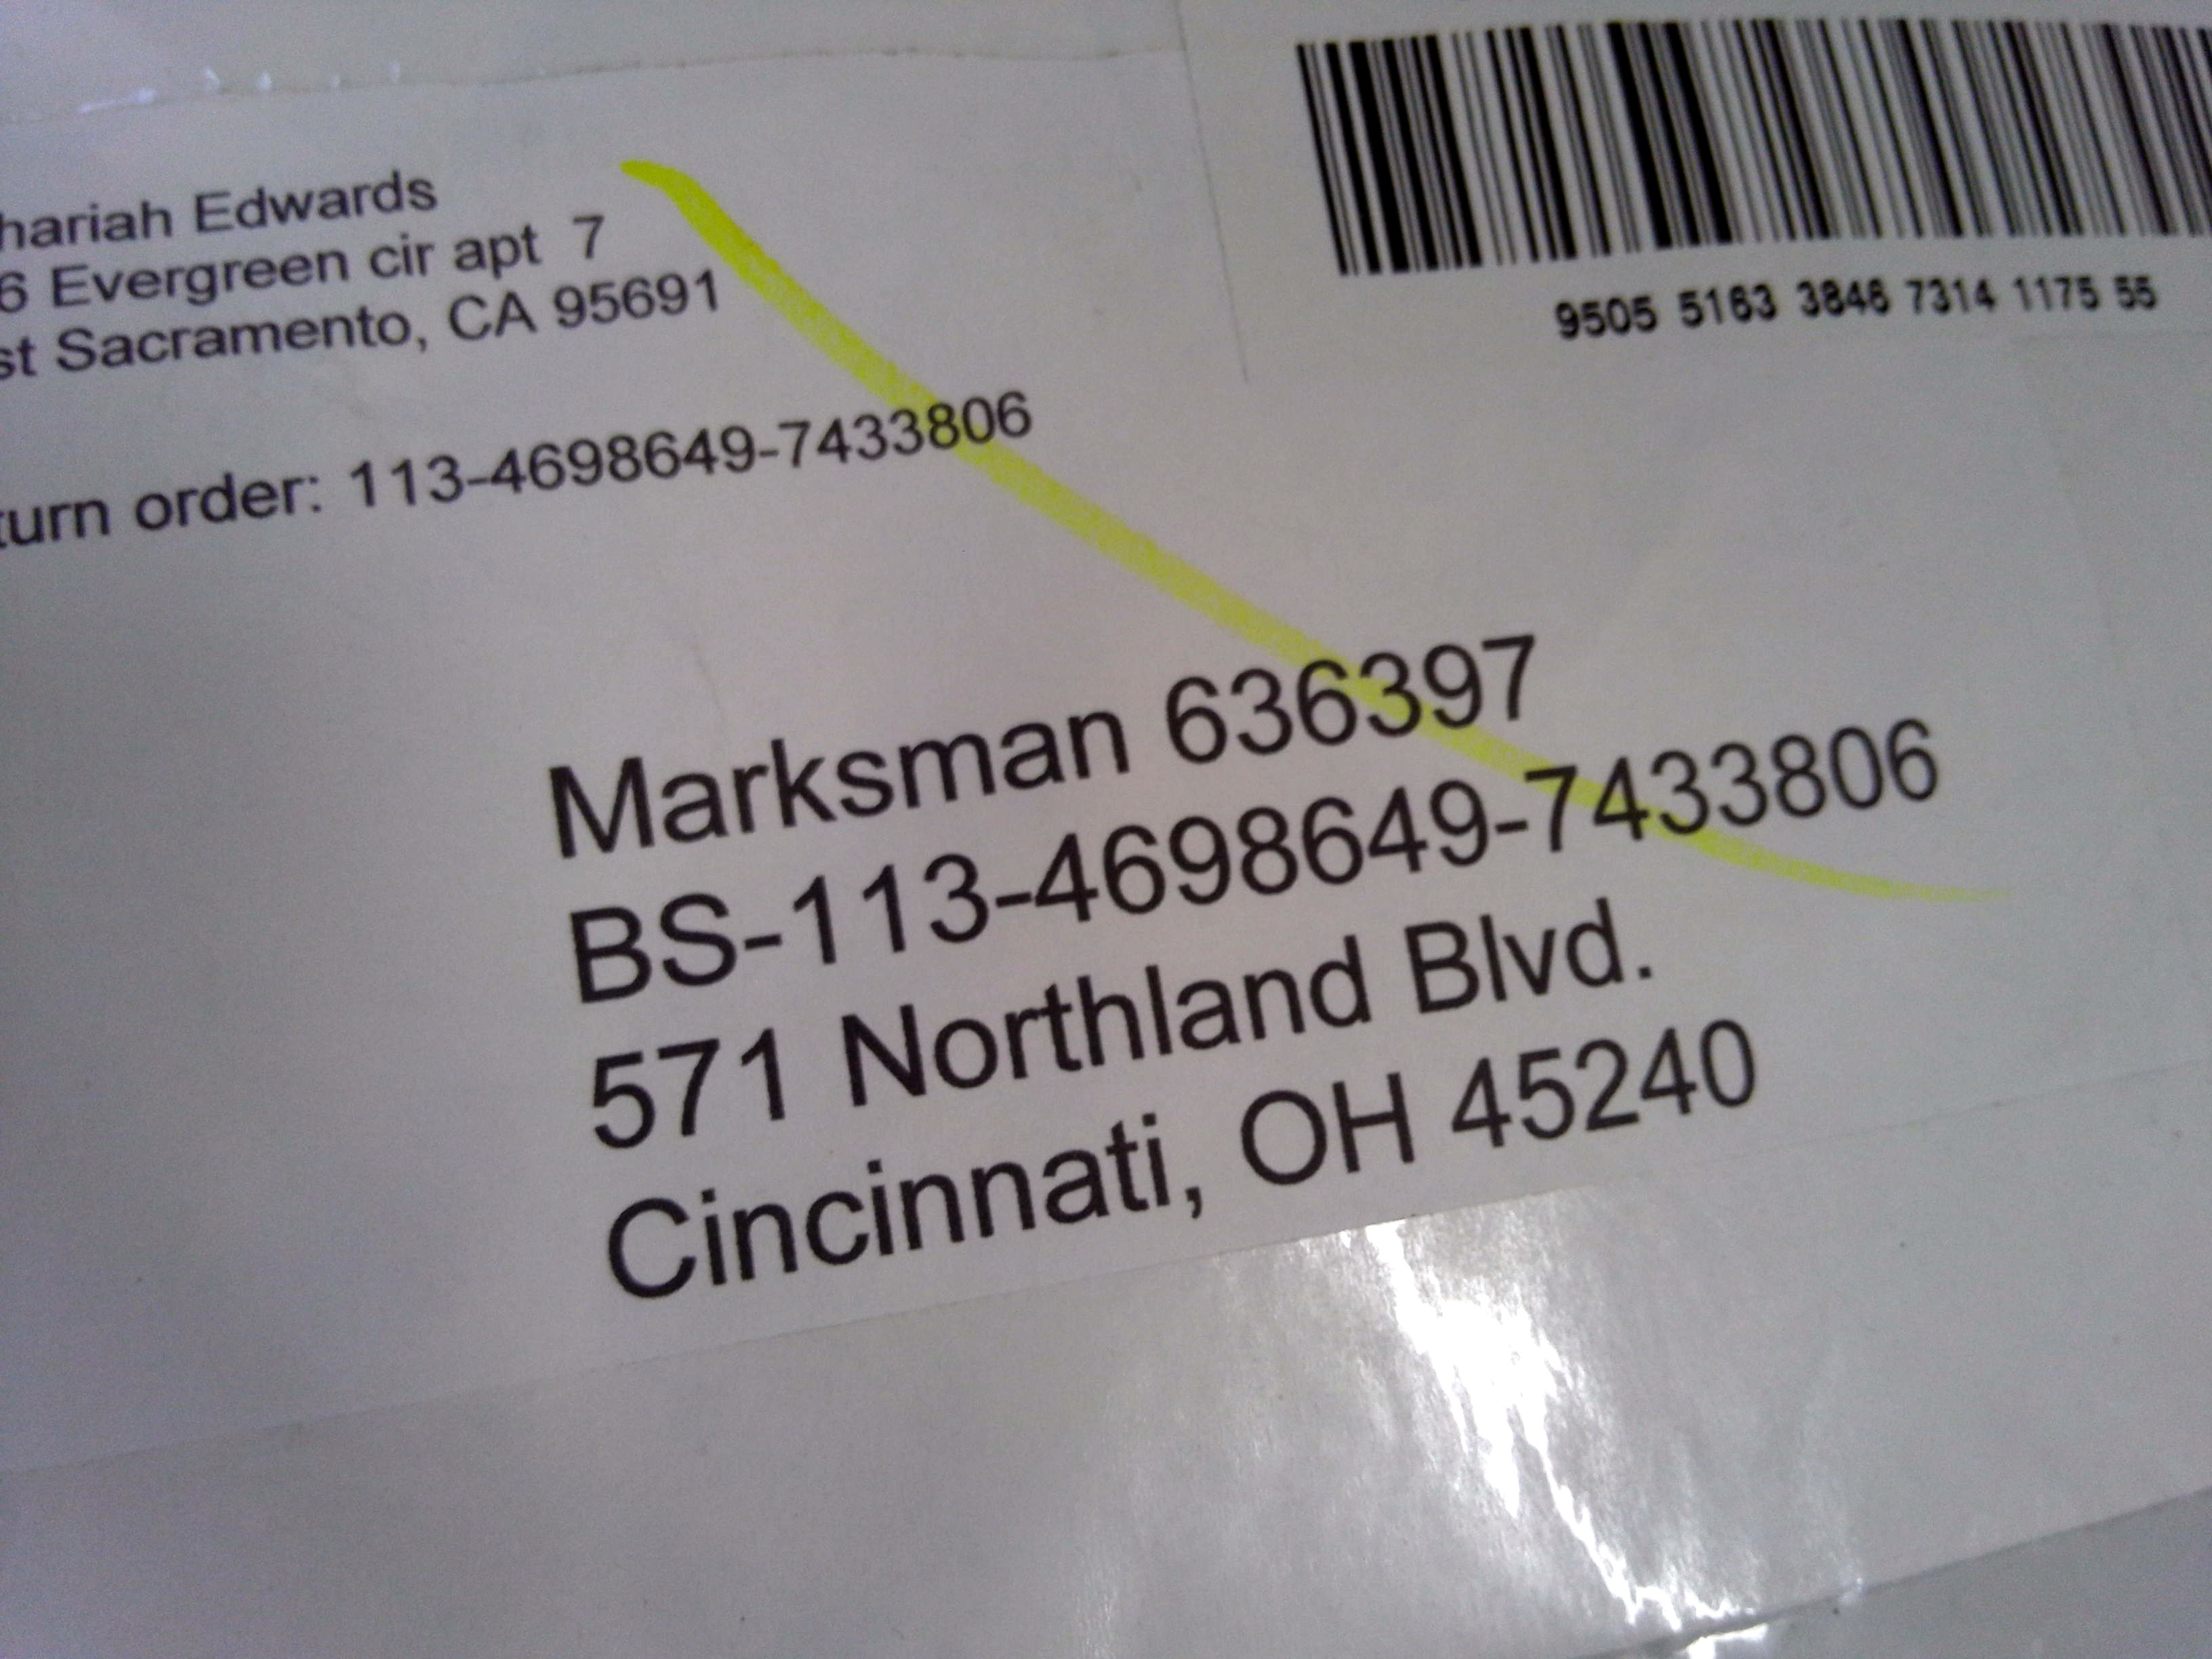 hariah Edwards
6 Evergreen cir apt 7
st Sacramento, CA 95691
turn order: 113-4698649-7433806
9505 5163 3846 7314 1175 55
Marksman 636397
BS-113-4698649-7433806
571 Northland Blvd.
Cincinnati, OH 45240